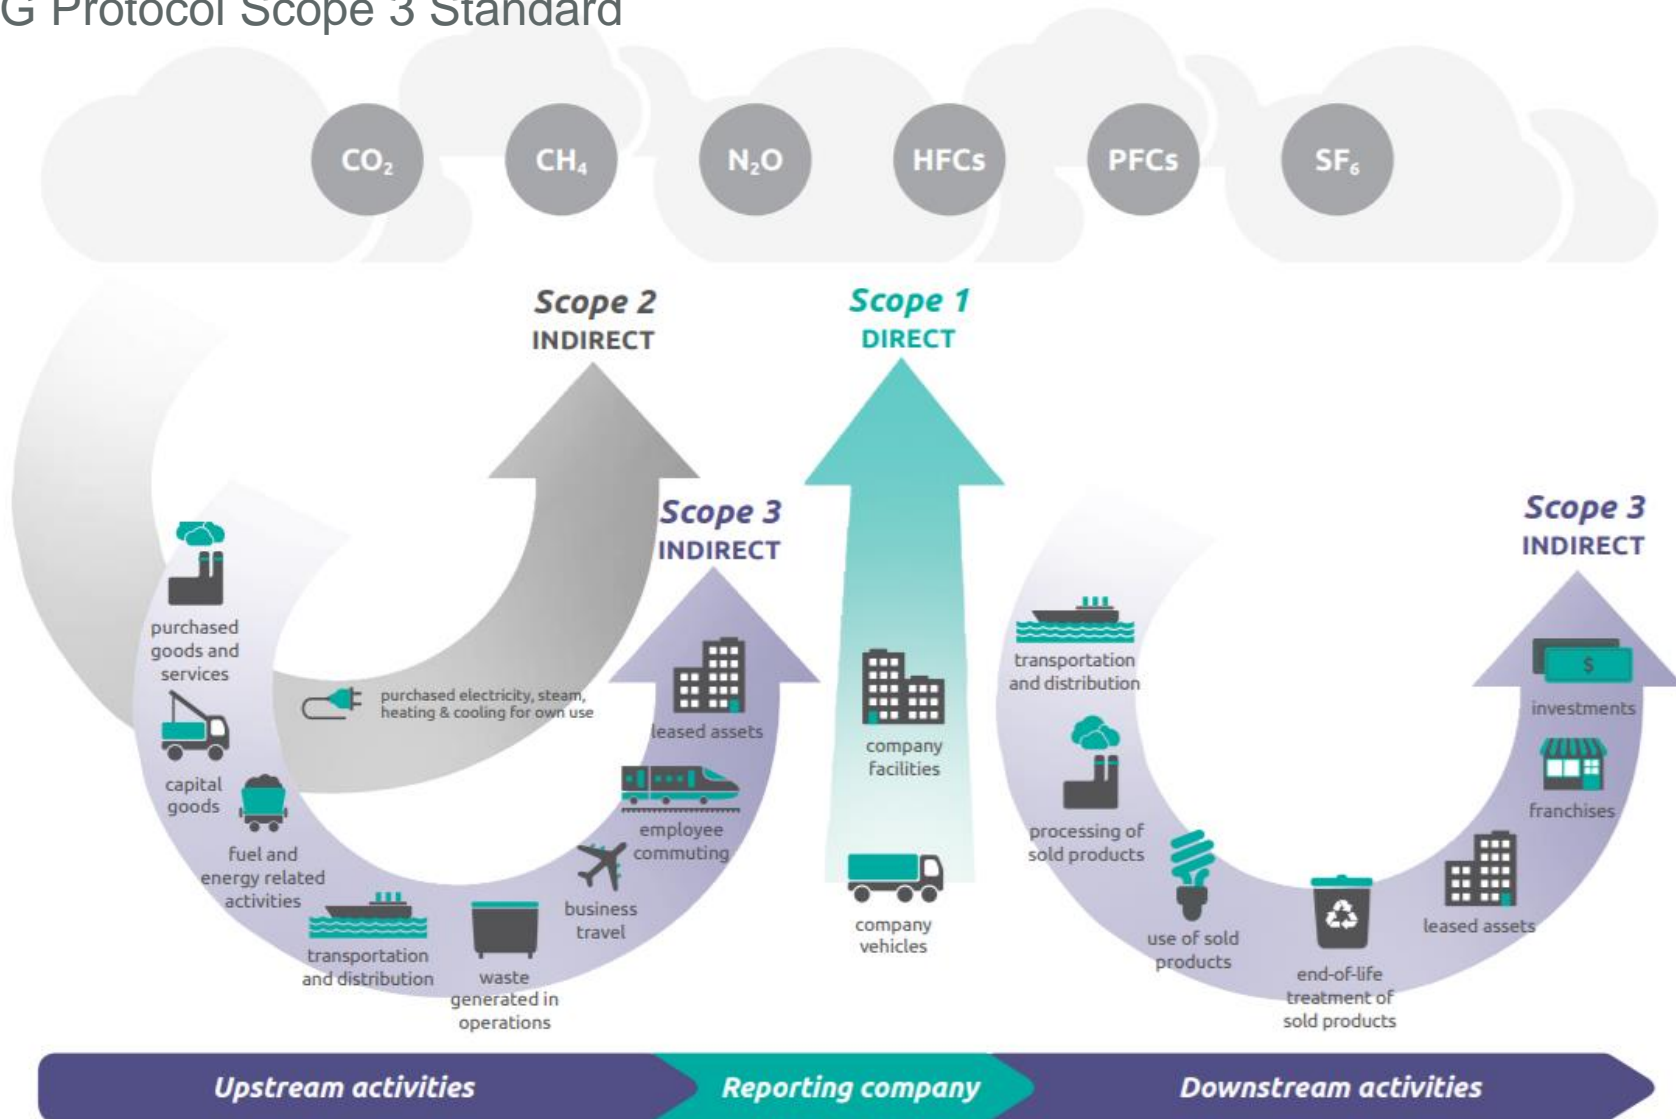 G Protocol Scope 3 Standard
CO₂
CH₄
N₂O
HFCs
PFCs
SF₆
Scope 2
INDIRECT
Scope 1
DIRECT
Scope 3
INDIRECT
Scope 3
INDIRECT
purchased
goods and
services
capital
goods
fuel and
energy related
activities
transportation
and distribution
waste
generated in
operations
business
travel
employee
commuting
leased assets
purchased electricity, steam,
heating & cooling for own use
company
facilities
company
vehicles
transportation
and distribution
processing of
sold products
use of sold
products
end-of-life
treatment of
sold products
leased assets
franchises
$
investments
Upstream activities
Reporting company
Downstream activities